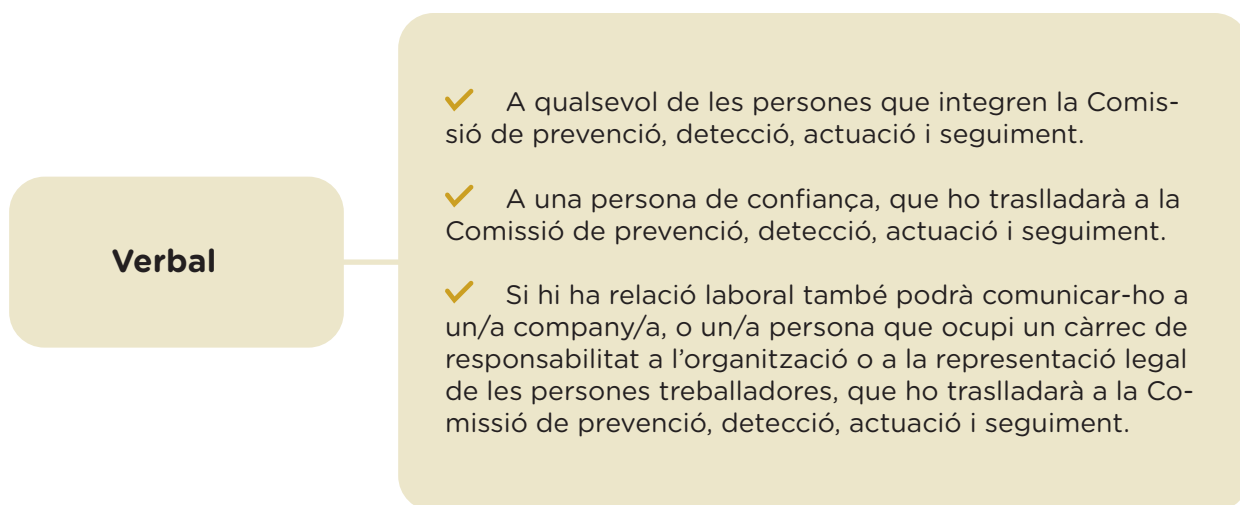 Verbal
A qualsevol de les persones que integren la Comis-
sió de prevenció, detecció, actuació i seguiment.
A una persona de confiança, que ho traslladarà a la
Comissió de prevenció, detecció, actuació i seguiment.
Si hi ha relació laboral també podrà comunicar-ho a
un/a company/a, o un/a persona que ocupi un càrrec de
responsabilitat a l’organització o a la representació legal
de les persones treballadores, que ho traslladarà a la Co-
missió de prevenció, detecció, actuació i seguiment.